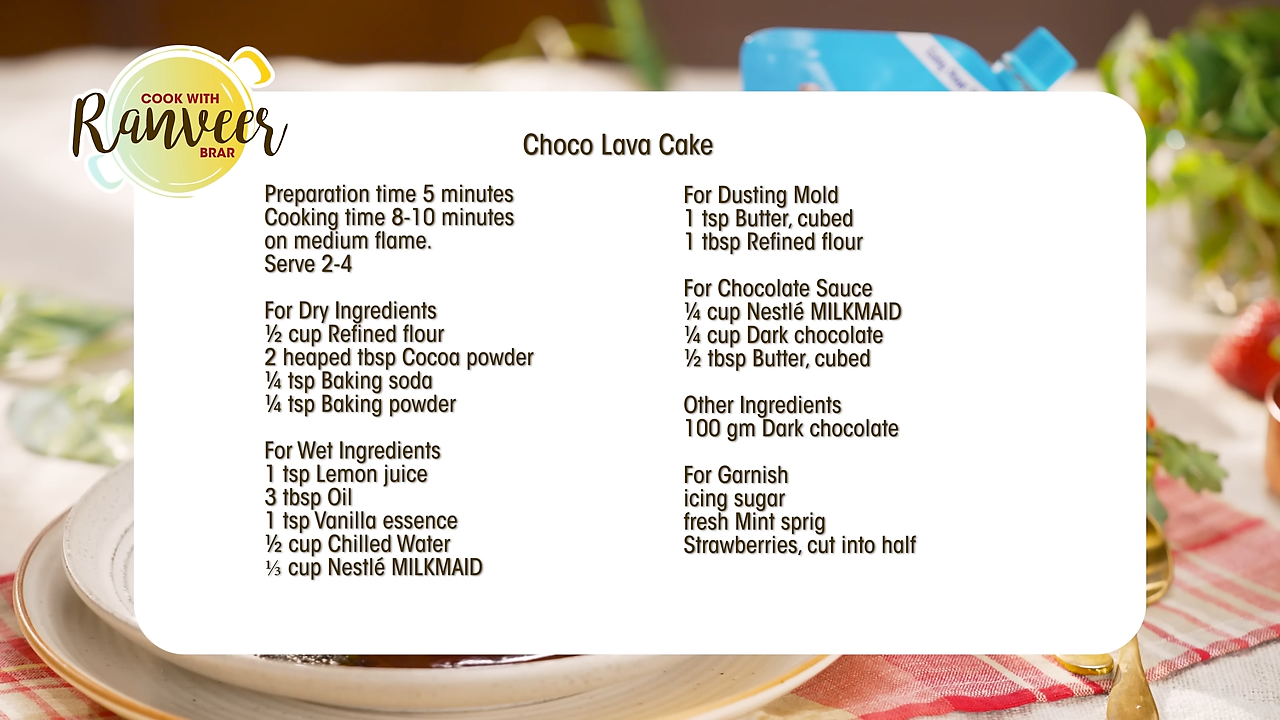 COOK WITH
Ranveer
BRAR
Choco Lava Cake
Preparation time 5 minutes
Cooking time 8-10 minutes
on medium flame.
Serve 2-4
For Dry Ingredients
½ cup Refined flour
2 heaped tbsp Cocoa powder
¼ tsp Baking soda
¼ tsp Baking powder
For Wet Ingredients
1 tsp Lemon juice
3 tbsp Oil
1 tsp Vanilla essence
½ cup Chilled Water
⅓ cup Nestlé MILKMAID
For Dusting Mold
1 tsp Butter, cubed
1 tbsp Refined flour
For Chocolate Sauce
¼ cup Nestlé MILKMAID
¼ cup Dark chocolate
½ tbsp Butter, cubed
Other Ingredients
100 gm Dark chocolate
For Garnish
icing sugar
fresh Mint sprig
Strawberries, cut into half